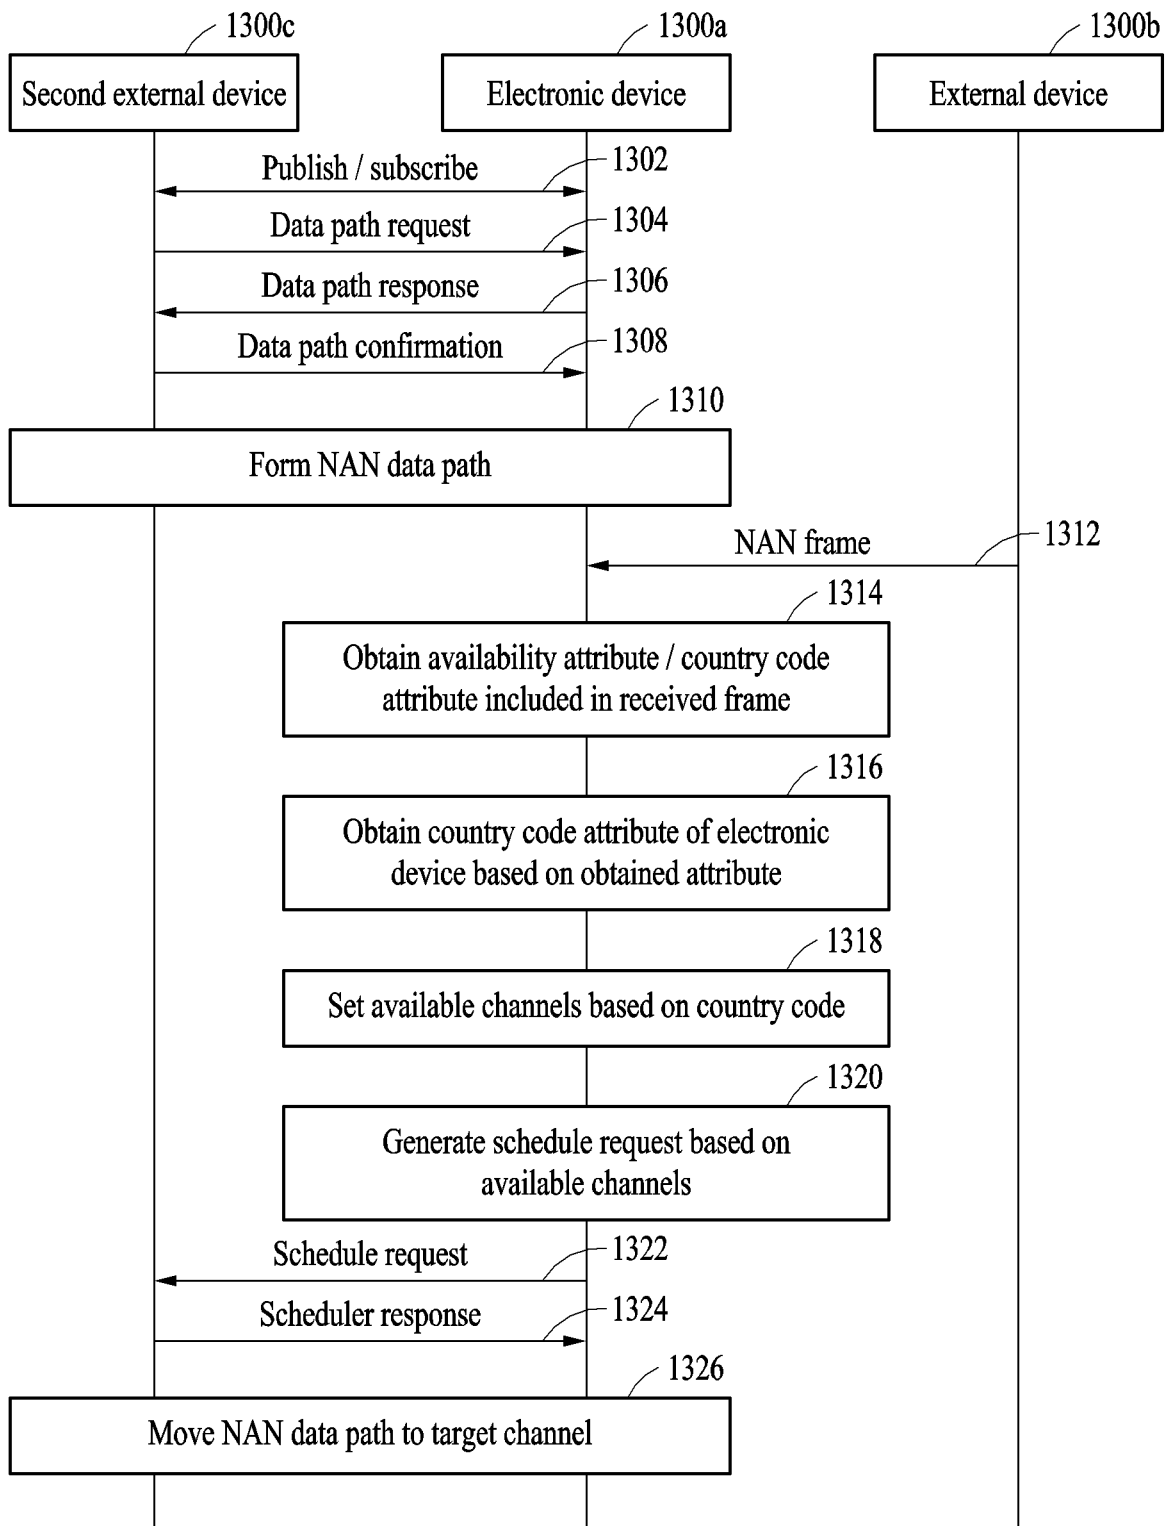 1300c
1300a
1300b
Second external device
Electronic device
External device
Publish / subscribe
1302
Data path request
1304
Data path response
1306
Data path confirmation
1308
1310
Form NAN data path
NAN frame
1312
1314
Obtain availability attribute / country code
attribute included in received frame
1316
Obtain country code attribute of electronic
device based on obtained attribute
1318
Set available channels based on country code
1320
Generate schedule request based on
available channels
Schedule request
1322
Scheduler response
1324
1326
Move NAN data path to target channel